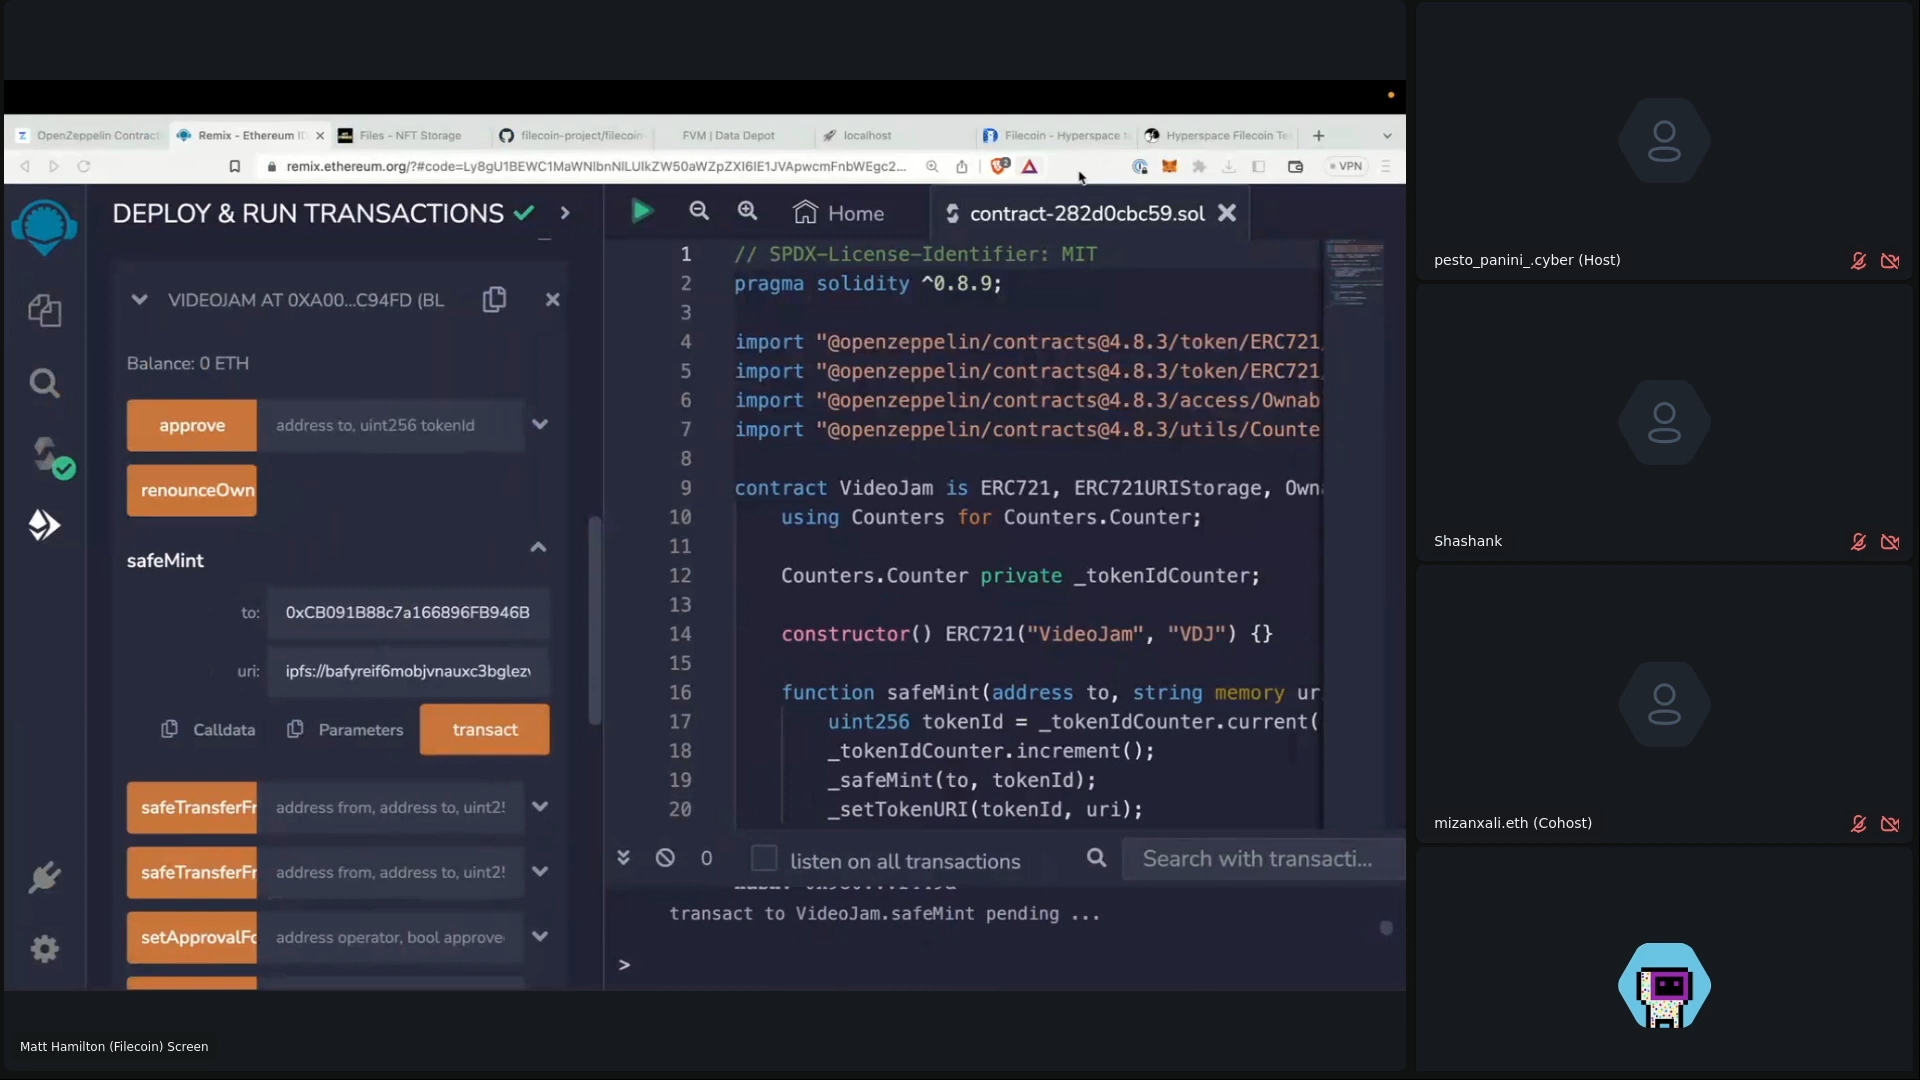 OpenZeppelin Contract
Remix - Ethereum I
Files - NFT Storage
filecoin-project/filecoin
FVM | Data Depot
localhost
Filecoin - Hyperspace t
Hyperspace Filecoin Te
remix.ethereum.org/?#code=Ly8gU1BEWC1MaWNlbnNlLUlkZW50aWZpZXI6IE1JVApwcmFnbWEgc2...
2
VPN
DEPLOY & RUN TRANSACTIONS
Home
contract-282d0cbc59.sol
VIDEOJAM AT 0XA00...C94FD (BL
Balance: 0 ETH
approve
address to, uint256 tokenId
renounceOwn
safeMint
to:
0xCB091B88c7a166896FB946B
uri:
ipfs://bafyreif6mobjvnauxc3bglezv
Calldata
Parameters
transact
safeTransferFr
address from, address to, uint2!
safeTransferFr
address from, address to, uint2!
setApprovalFo
address operator, bool approve
1 // SPDX-License-Identifier: MIT
2 pragma solidity ^0.8.9;
3
4 import "@openzeppelin/contracts@4.8.3/token/ERC721/
5 import "@openzeppelin/contracts@4.8.3/token/ERC721/
6 import "@openzeppelin/contracts@4.8.3/access/Ownab
7 import "@openzeppelin/contracts@4.8.3/utils/Counte
8
9 contract VideoJam is ERC721, ERC721URIStorage, Own
10 using Counters for Counters.Counter;
11
12 Counters.Counter private _tokenIdCounter;
13
14 constructor() ERC721("VideoJam", "VDJ") {}
15
16 function safeMint(address to, string memory ur
17 uint256 tokenId = _tokenIdCounter.current(
18 _tokenIdCounter.increment();
19 _safeMint(to, tokenId);
20 _setTokenURI(tokenId, uri);
0
listen on all transactions
Search with transacti...
transact to VideoJam.safeMint pending ...
>
pesto_panini_.cyber (Host)
Shashank
mizanxali.eth (Cohost)
Matt Hamilton (Filecoin) Screen